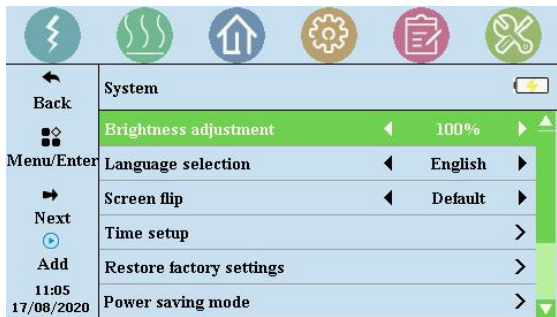 Back
Menu/Enter
Next
Add
11:05
17/08/2020
System
Brightness adjustment 100%
Language selection English
Screen flip Default
Time setup
Restore factory settings
Power saving mode